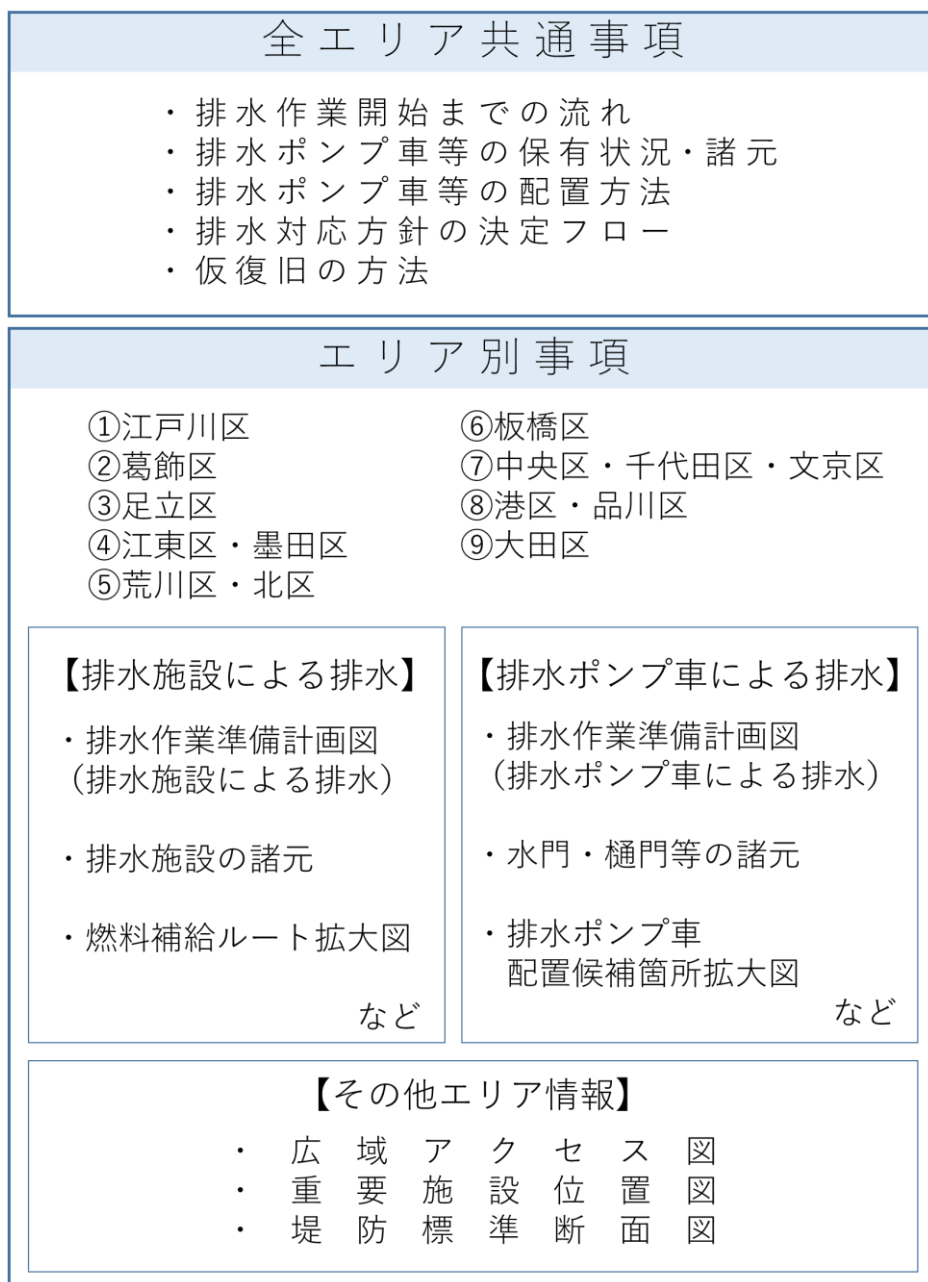 全エリア共通事項
・排水作業開始までの流れ
・排水ポンプ車等の保有状況・諸元
・排水ポンプ車等の配置方法
・排水対応方針の決定フロー
・仮復旧の方法
エリア別事項
①江戸川区
②葛飾区
③足立区
④江東区・墨田区
⑤荒川区・北区
⑥板橋区
⑦中央区・千代田区・文京区
⑧港区・品川区
⑨大田区
【排水施設による排水】
・排水作業準備計画図
（排水施設による排水）
・排水施設の諸元
・燃料補給ルート拡大図
など
【排水ポンプ車による排水】
・排水作業準備計画図
（排水ポンプ車による排水）
・水門・樋門等の諸元
・排水ポンプ車
配置候補箇所拡大図
など
【その他エリア情報】
・広域アクセス図
・重要施設位置図
・堤防標準断面図